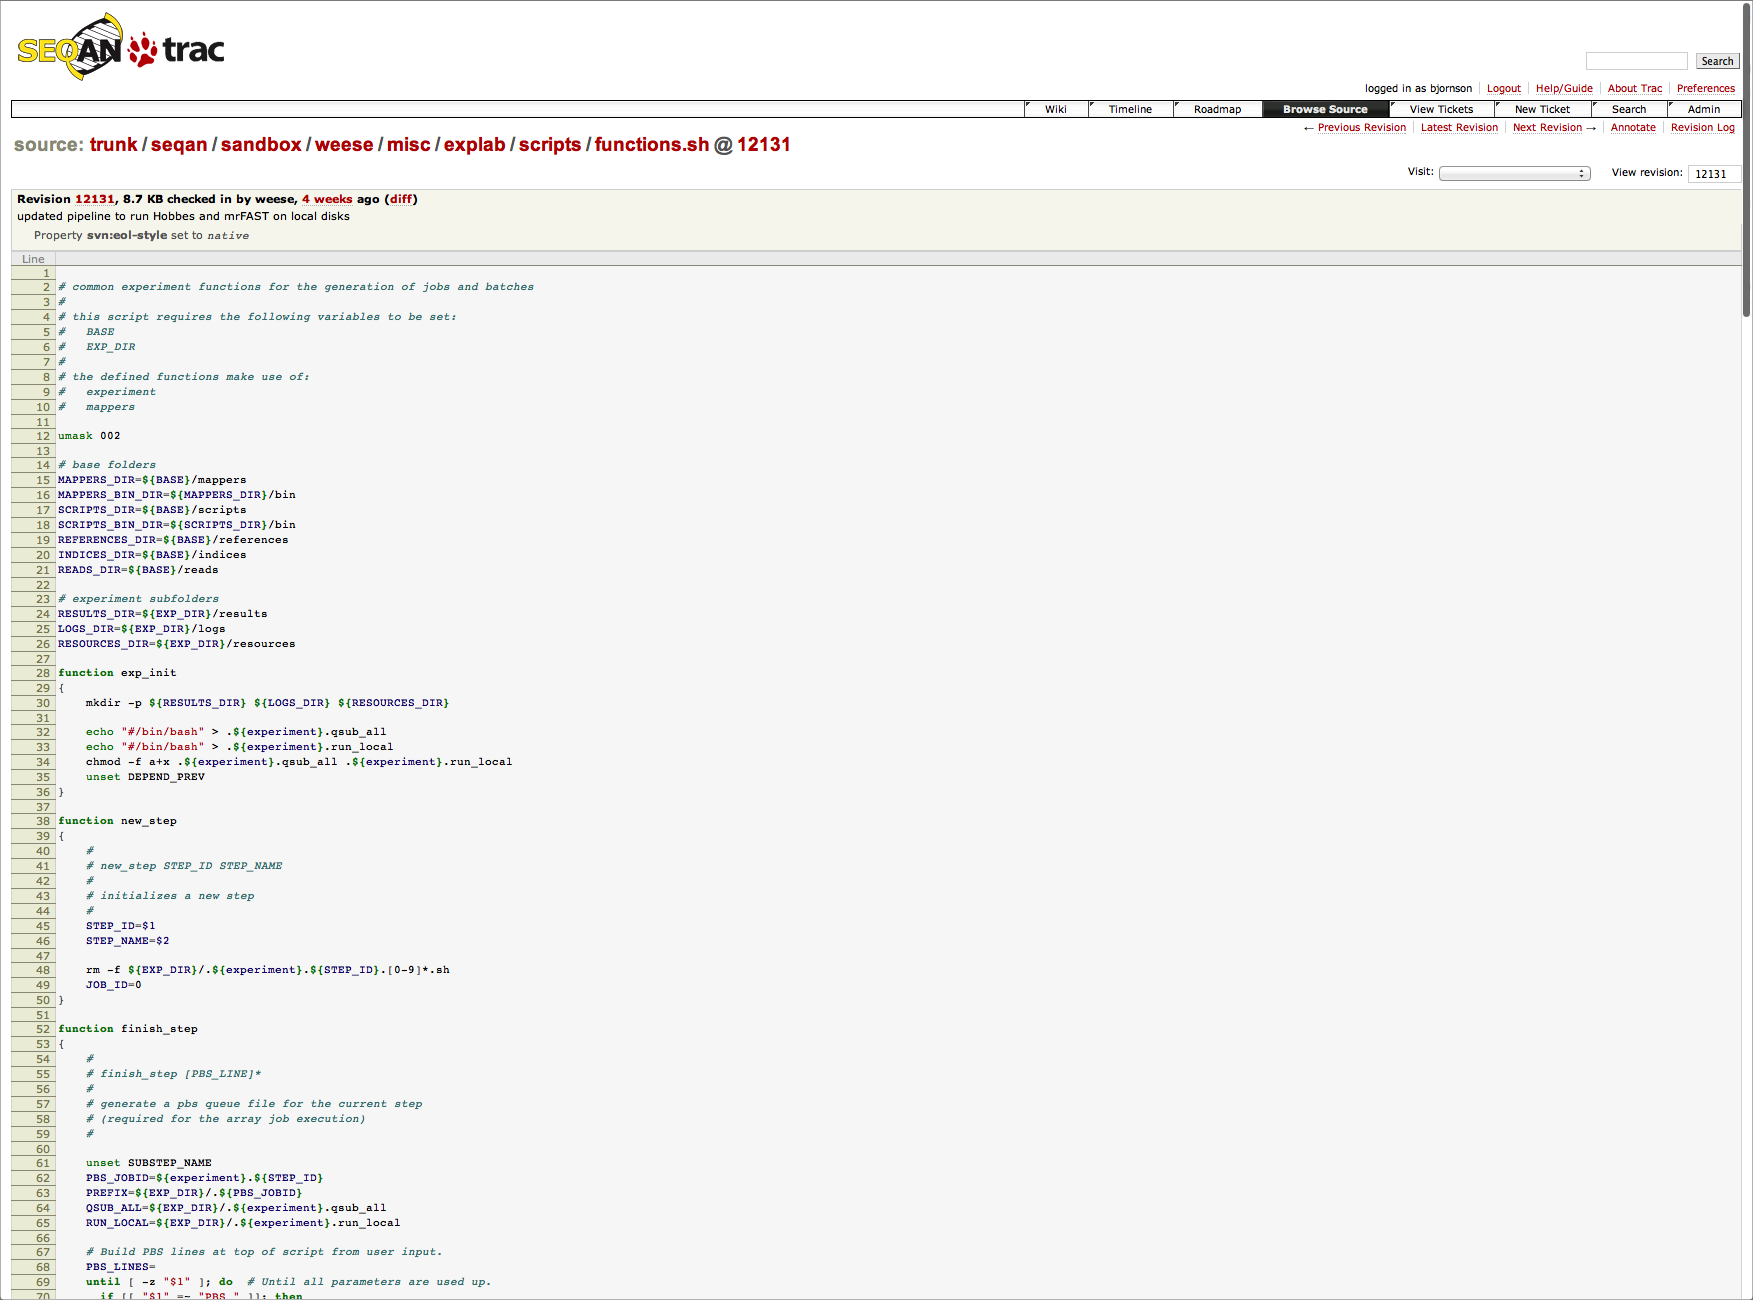 SEQAN trac
Search
logged in as bjornson Logout Help/Guide About Trac Preferences
Wiki Timeline Roadmap Browse Source View Tickets New Ticket Search Admin
← Previous Revision Latest Revision Next Revision → Annotate Revision Log
source: trunk / seqan / sandbox / weese / misc / explab / scripts / functions.sh @ 12131
Visit: View revision: 12131
Revision 12131, 8.7 KB checked in by weese, 4 weeks ago (diff)
updated pipeline to run Hobbes and mrFAST on local disks
Property svn:eol-style set to native
Line
1
2 # common experiment functions for the generation of jobs and batches
3 #
4 # this script requires the following variables to be set:
5 #   BASE
6 #   EXP_DIR
7 #
8 # the defined functions make use of:
9 #   experiment
10 #   mappers
11
12 umask 002
13
14 # base folders
15 MAPPERS_DIR=${BASE}/mappers
16 MAPPERS_BIN_DIR=${MAPPERS_DIR}/bin
17 SCRIPTS_DIR=${BASE}/scripts
18 SCRIPTS_BIN_DIR=${SCRIPTS_DIR}/bin
19 REFERENCES_DIR=${BASE}/references
20 INDICES_DIR=${BASE}/indices
21 READS_DIR=${BASE}/reads
22
23 # experiment subfolders
24 RESULTS_DIR=${EXP_DIR}/results
25 LOGS_DIR=${EXP_DIR}/logs
26 RESOURCES_DIR=${EXP_DIR}/resources
27
28 function exp_init
29 {
30     mkdir -p ${RESULTS_DIR} ${LOGS_DIR} ${RESOURCES_DIR}
31
32     echo "#/bin/bash" > .${experiment}.qsub_all
33     echo "#/bin/bash" > .${experiment}.run_local
34     chmod -f a+x .${experiment}.qsub_all .${experiment}.run_local
35     unset DEPEND_PREV
36 }
37
38 function new_step
39 {
40     #
41     # new_step STEP_ID STEP_NAME
42     #
43     # initializes a new step
44     #
45     STEP_ID=$1
46     STEP_NAME=$2
47
48     rm -f ${EXP_DIR}/.${experiment}.${STEP_ID}.[0-9]*.sh
49     JOB_ID=0
50 }
51
52 function finish_step
53 {
54     #
55     # finish_step [PBS_LINE]*
56     #
57     # generate a pbs queue file for the current step
58     # (required for the array job execution)
59     #
60
61     unset SUBSTEP_NAME
62     PBS_JOBID=${experiment}.${STEP_ID}
63     PREFIX=${EXP_DIR}/.${PBS_JOBID}
64     QSUB_ALL=${EXP_DIR}/.${experiment}.qsub_all
65     RUN_LOCAL=${EXP_DIR}/.${experiment}.run_local
66
67     # Build PBS lines at top of script from user input.
68     PBS_LINES=
69     until [ -z "$1" ]; do  # Until all parameters are used up.
70       if [[ "$1" =~ "PBS " ]]; then